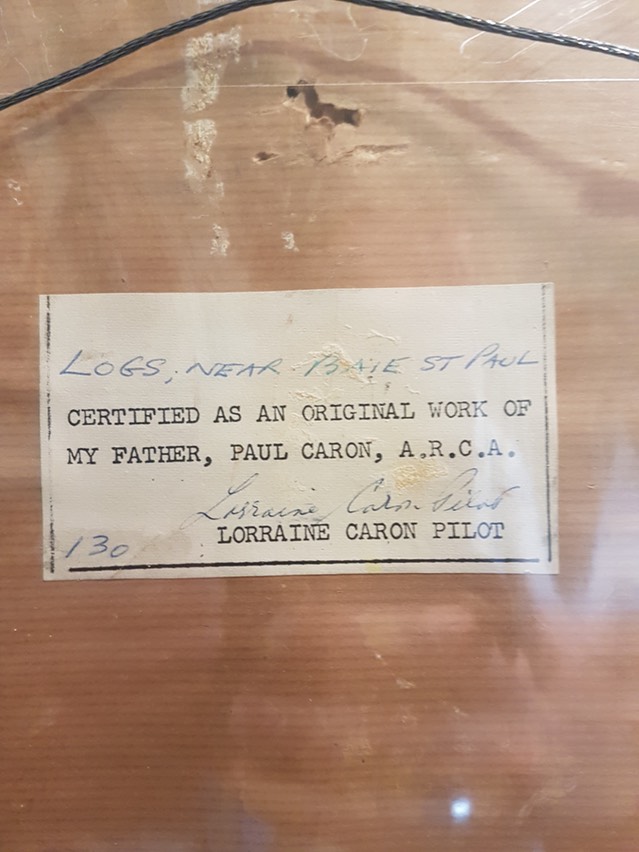 LOGS, NEAR BAIE ST PAUL
CERTIFIED AS AN ORIGINAL WORK OF
MY FATHER, PAUL CARON, A.R.C.A.
Lorraine Caron Pilot
LORRAINE CARON PILOT
130